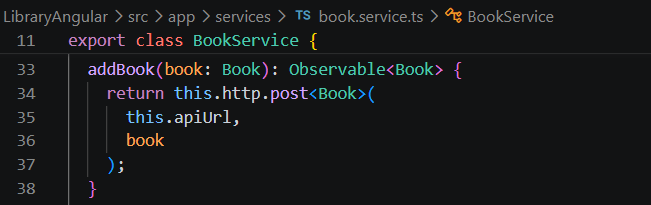 LibraryAngular > src > app > services > TS book.service.ts > BookService
11 export class BookService {
33 addBook(book: Book): Observable<Book> {
34 return this.http.post<Book>(
35 this.apiUrl,
36 book
37 );
38 }